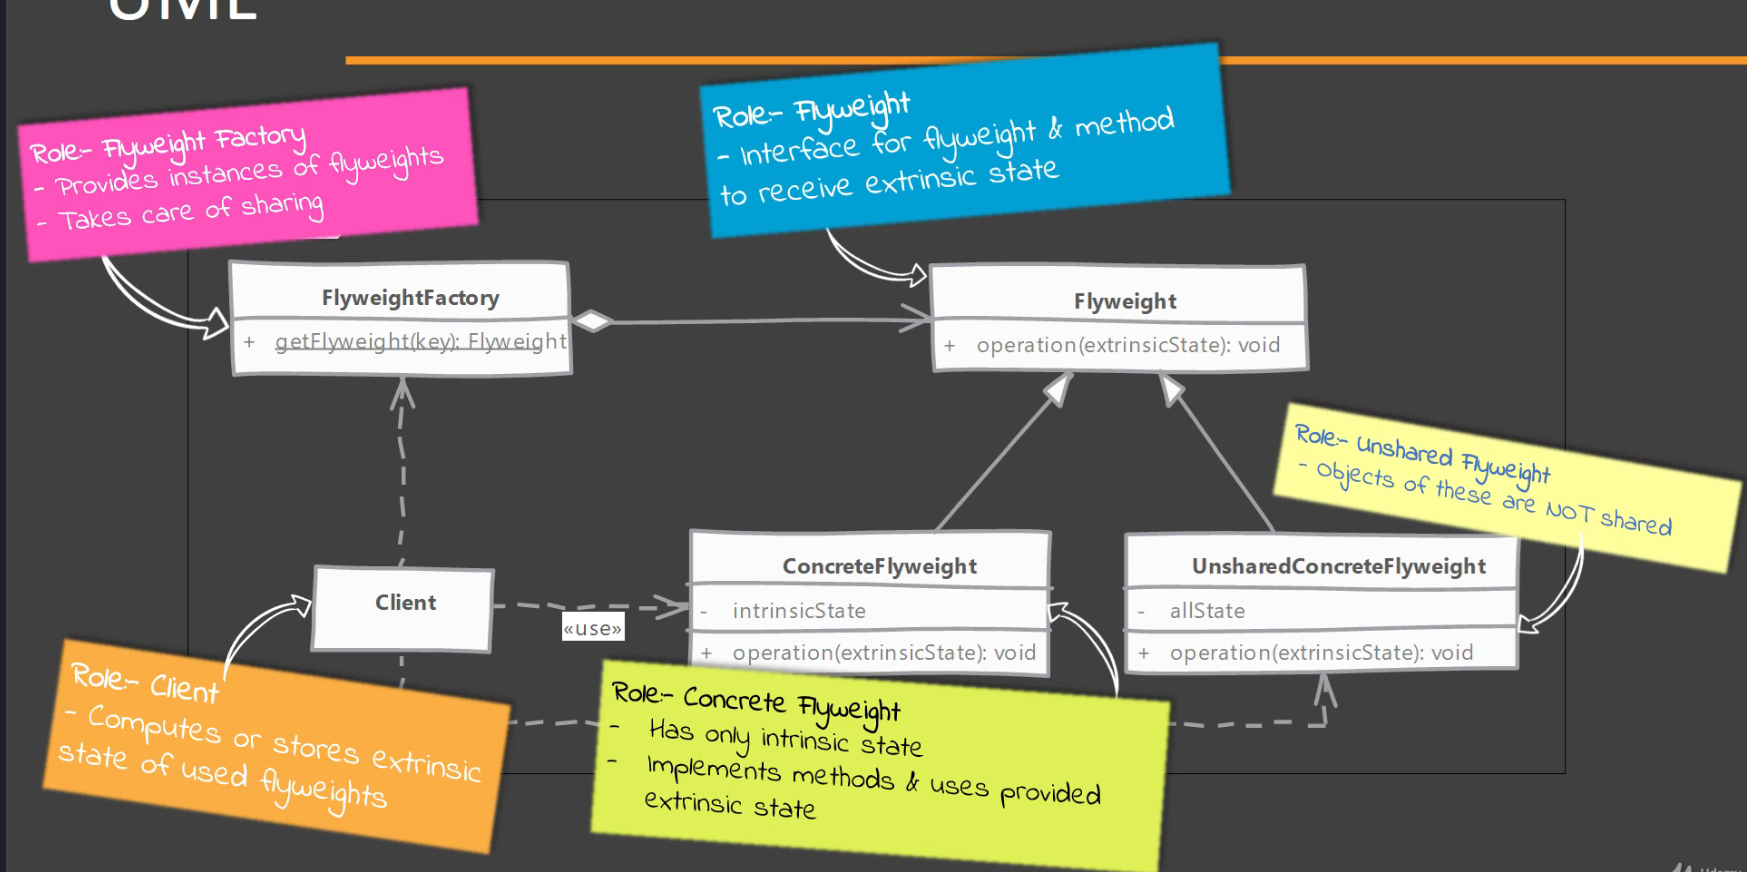 UML
Role:- Flyweight Factory
- Provides instances of flyweights
- Takes care of sharing
Role:- Flyweight
- Interface for flyweight & method
to receive extrinsic state
FlyweightFactory
+ getFlyweight(key): Flyweight
Flyweight
+ operation(extrinsicState): void
Role:- Unshared Flyweight
- Objects of these are NOT shared
Client
«use»
ConcreteFlyweight
- intrinsicState
+ operation(extrinsicState): void
UnsharedConcreteFlyweight
- allState
+ operation(extrinsicState): void
Role:- Client
- Computes or stores extrinsic
state of used flyweights
Role:- Concrete Flyweight
- Has only intrinsic state
- Implements methods & uses provided
extrinsic state